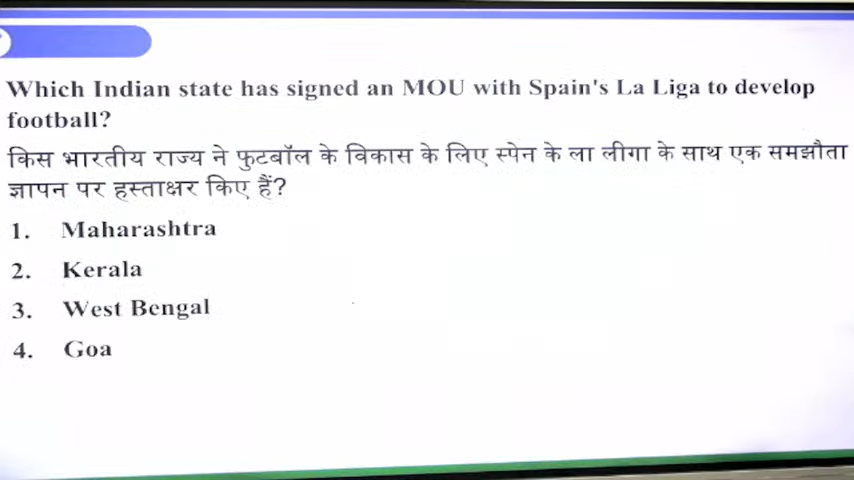 Which Indian state has signed an MOU with Spain's La Liga to develop
football?
किस भारतीय राज्य ने फुटबॉल के विकास के लिए स्पेन के ला लीगा के साथ एक समझौता
ज्ञापन पर हस्ताक्षर किए हैं?
1. Maharashtra
2. Kerala
3. West Bengal
4. Goa